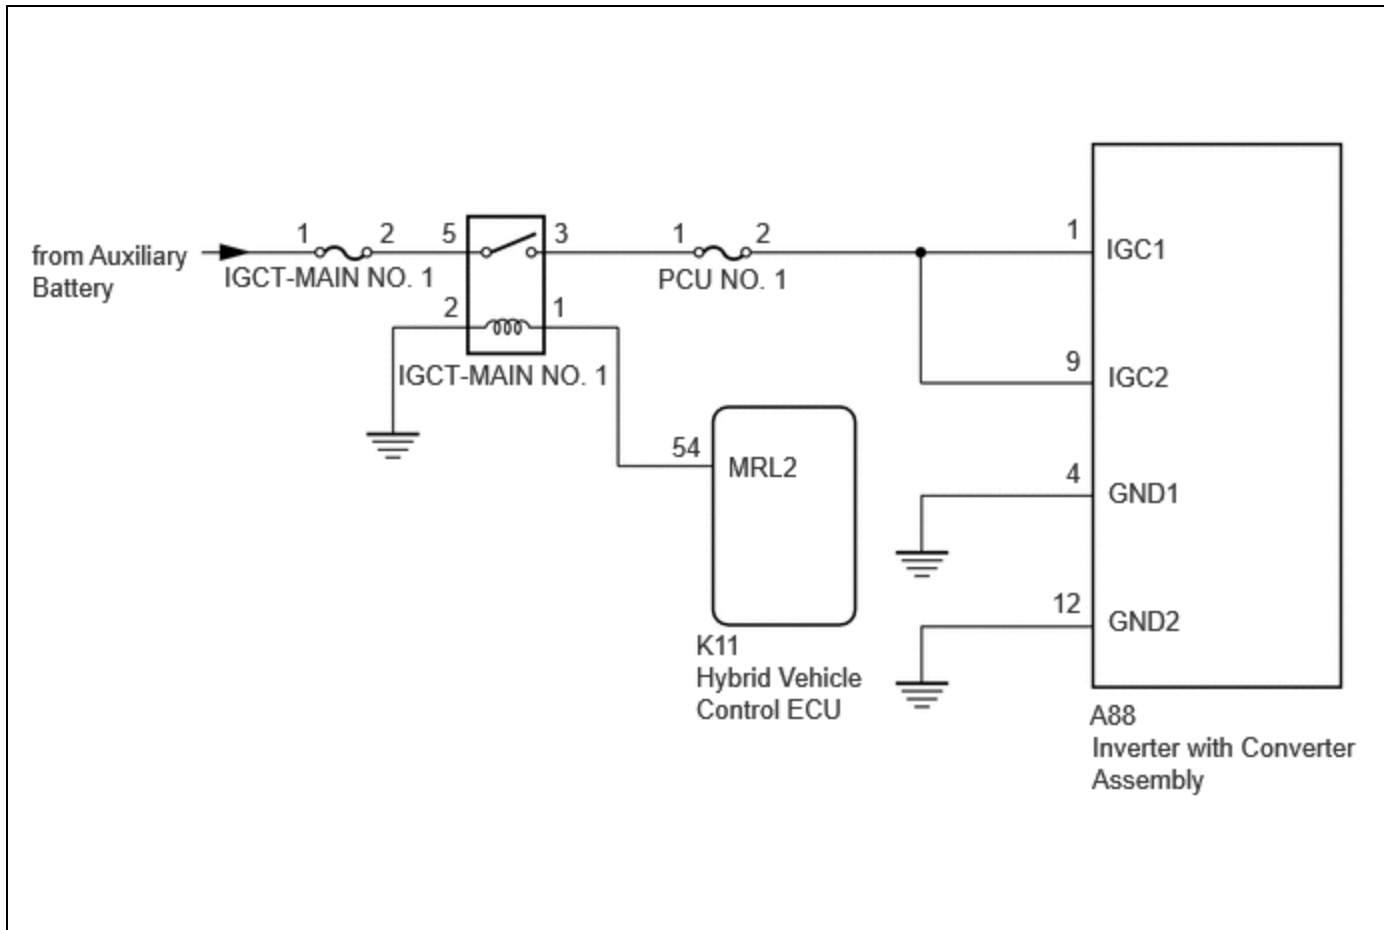 from Auxiliary
Battery
1
2
IGCT-MAIN NO. 1
5
3
2
1
IGCT-MAIN NO. 1
1
2
PCU NO. 1
54
MRL2
K11
Hybrid Vehicle
Control ECU
1
IGC1
9
IGC2
4
GND1
12
GND2
A88
Inverter with Converter
Assembly